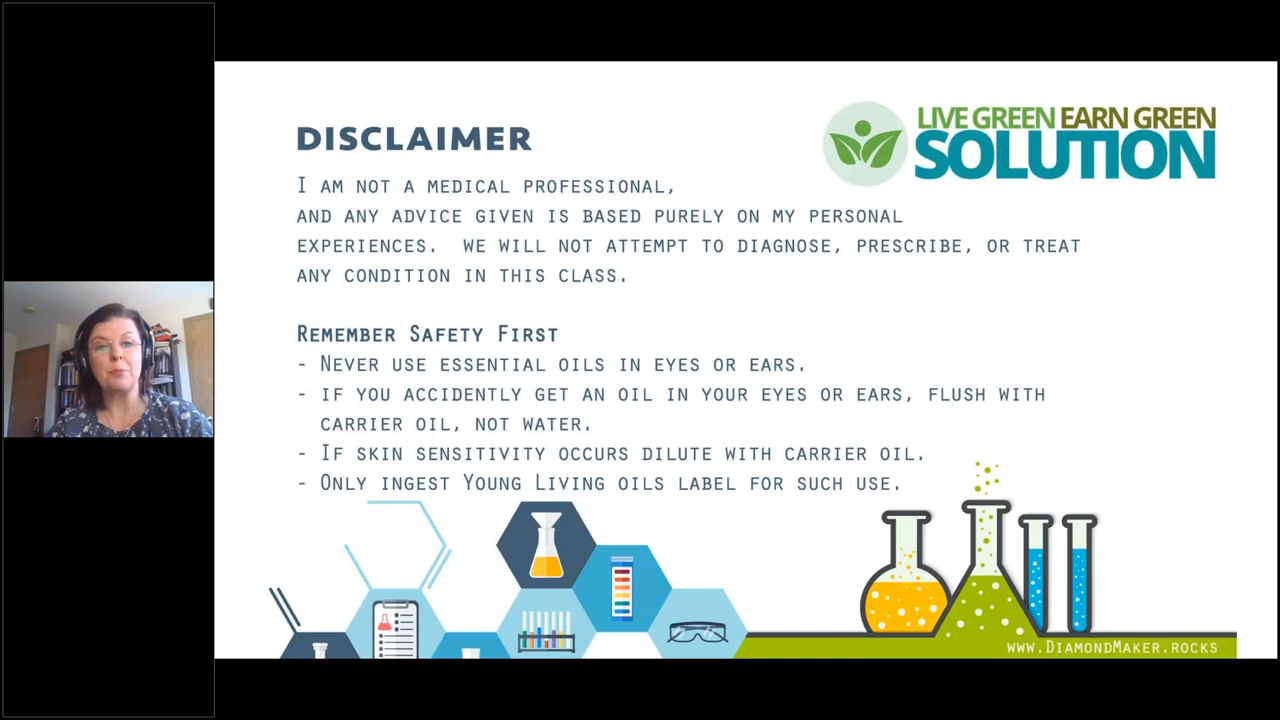 LIVE GREEN EARN GREEN
SOLUTION
DISCLAIMER
I AM NOT A MEDICAL PROFESSIONAL,
AND ANY ADVICE GIVEN IS BASED PURELY ON MY PERSONAL
EXPERIENCES. WE WILL NOT ATTEMPT TO DIAGNOSE, PRESCRIBE, OR TREAT
ANY CONDITION IN THIS CLASS.
REMEMBER SAFETY FIRST
- NEVER USE ESSENTIAL OILS IN EYES OR EARS.
- IF YOU ACCIDENTLY GET AN OIL IN YOUR EYES OR EARS, FLUSH WITH
CARRIER OIL, NOT WATER.
- IF SKIN SENSITIVITY OCCURS DILUTE WITH CARRIER OIL.
- ONLY INGEST YOUNG LIVING OILS LABEL FOR SUCH USE.
WWW.DIAMONDMAKER.ROCKS